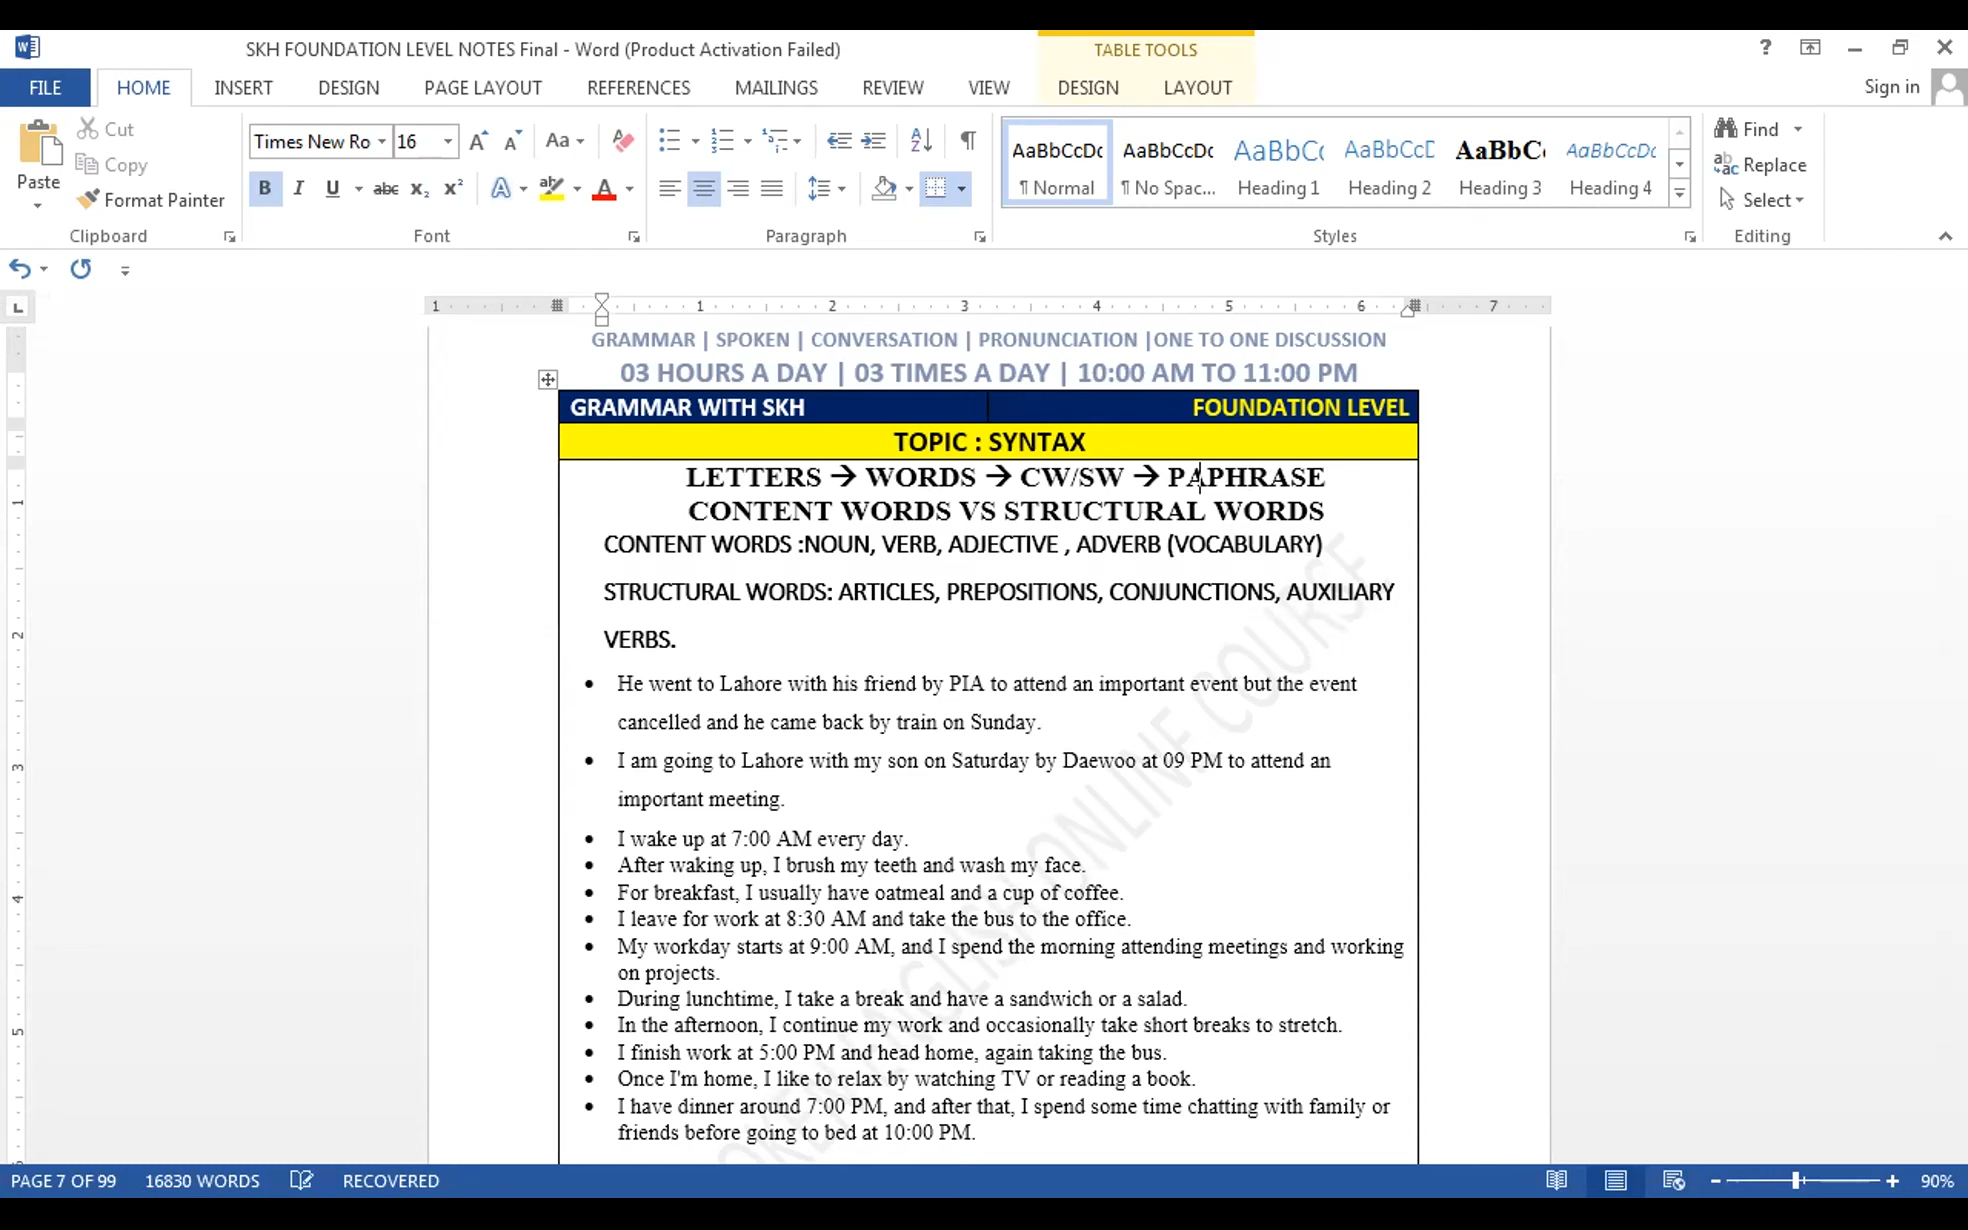 SKH FOUNDATION LEVEL NOTES Final - Word (Product Activation Failed)
TABLE TOOLS
?
FILE HOME INSERT DESIGN PAGE LAYOUT REFERENCES MAILINGS REVIEW VIEW DESIGN LAYOUT Sign in
Paste
Cut
Copy
Format Painter
Clipboard
Times New Ro 16
Font
Paragraph
AaBbCcDc AaBbCcDc AaBbC( AaBbCcD AaBbC( AaBbCcDc
¶ Normal ¶ No Spac... Heading 1 Heading 2 Heading 3 Heading 4
Styles
Find
Replace
Select
Editing
1 1 2 3 4 5 6 7
GRAMMAR | SPOKEN | CONVERSATION | PRONUNCIATION |ONE TO ONE DISCUSSION
03 HOURS A DAY | 03 TIMES A DAY | 10:00 AM TO 11:00 PM
GRAMMAR WITH SKH FOUNDATION LEVEL
TOPIC : SYNTAX
LETTERS → WORDS → CW/SW → PAPHRASE
CONTENT WORDS VS STRUCTURAL WORDS
CONTENT WORDS :NOUN, VERB, ADJECTIVE , ADVERB (VOCABULARY)
STRUCTURAL WORDS: ARTICLES, PREPOSITIONS, CONJUNCTIONS, AUXILIARY
VERBS.
• He went to Lahore with his friend by PIA to attend an important event but the event
cancelled and he came back by train on Sunday.
• I am going to Lahore with my son on Saturday by Daewoo at 09 PM to attend an
important meeting.
• I wake up at 7:00 AM every day.
• After waking up, I brush my teeth and wash my face.
• For breakfast, I usually have oatmeal and a cup of coffee.
• I leave for work at 8:30 AM and take the bus to the office.
• My workday starts at 9:00 AM, and I spend the morning attending meetings and working
on projects.
• During lunchtime, I take a break and have a sandwich or a salad.
• In the afternoon, I continue my work and occasionally take short breaks to stretch.
• I finish work at 5:00 PM and head home, again taking the bus.
• Once I'm home, I like to relax by watching TV or reading a book.
• I have dinner around 7:00 PM, and after that, I spend some time chatting with family or
friends before going to bed at 10:00 PM.
ENGLISH ONLINE COURSE
PAGE 7 OF 99 16830 WORDS RECOVERED 90%